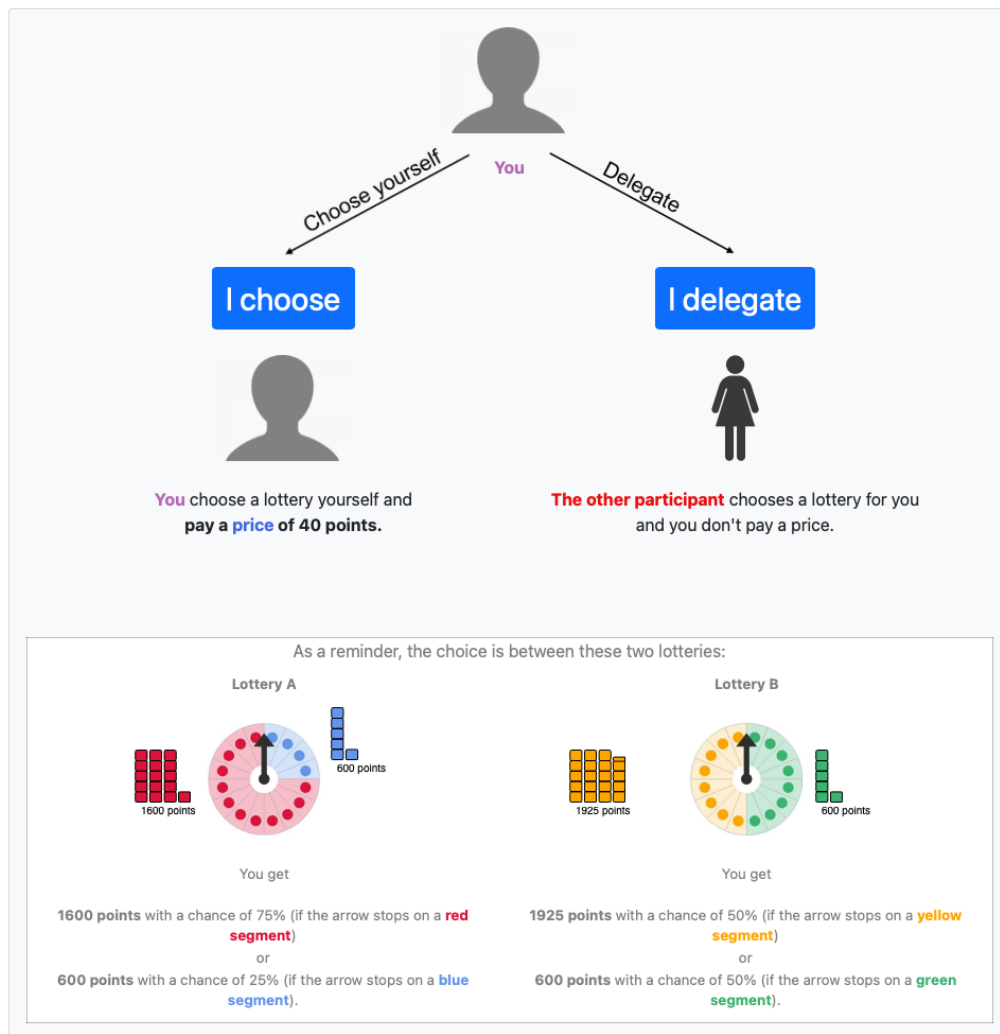 You
Choose yourself
Delegate
I choose
I delegate
You choose a lottery yourself and
pay a price of 40 points.
The other participant chooses a lottery for you
and you don't pay a price.
As a reminder, the choice is between these two lotteries:
Lottery A
1600 points
600 points
You get
1600 points with a chance of 75% (if the arrow stops on a red
segment)
or
600 points with a chance of 25% (if the arrow stops on a blue
segment).
Lottery B
1925 points
600 points
You get
1925 points with a chance of 50% (if the arrow stops on a yellow
segment)
or
600 points with a chance of 50% (if the arrow stops on a green
segment).